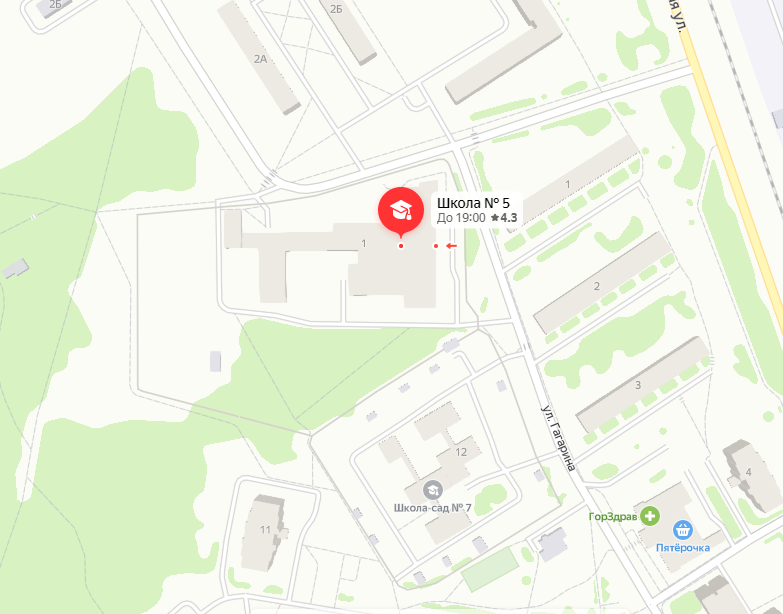 2Б
2Б
ая ул.
2А
1
Школа № 5
До 19:00 ★4.3
1
2
3
ул. Гагарина
12
4
Школа-сад № 7
ГорЗдрав
11
Пятёрочка